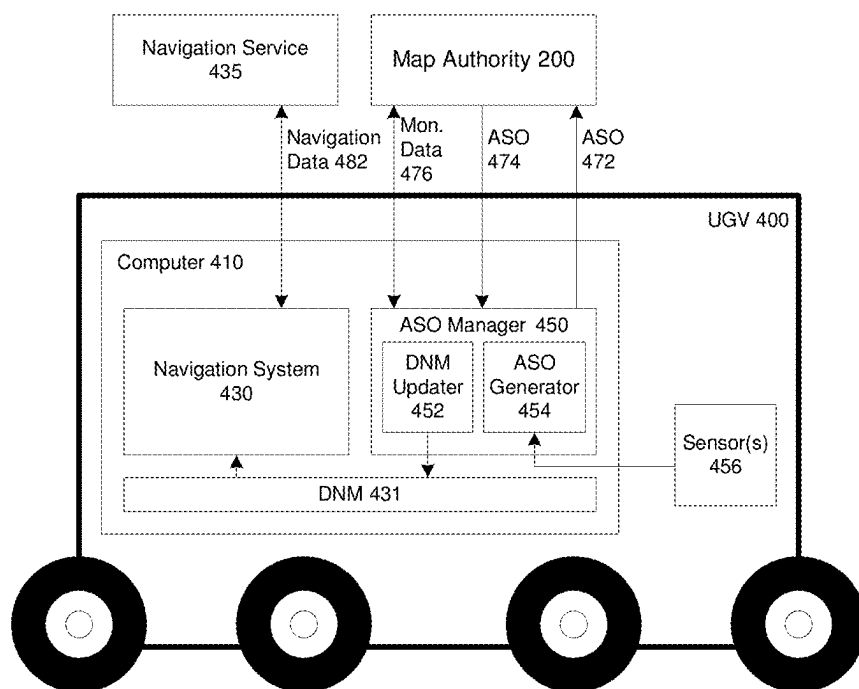 Navigation Service
435
Map Authority 200
Navigation
Data 482
Mon.
Data
476
ASO
474
ASO
472
UGV 400
Computer 410
Navigation System
430
ASO Manager 450
DNM
Updater
452
ASO
Generator
454
Sensor(s)
456
DNM 431